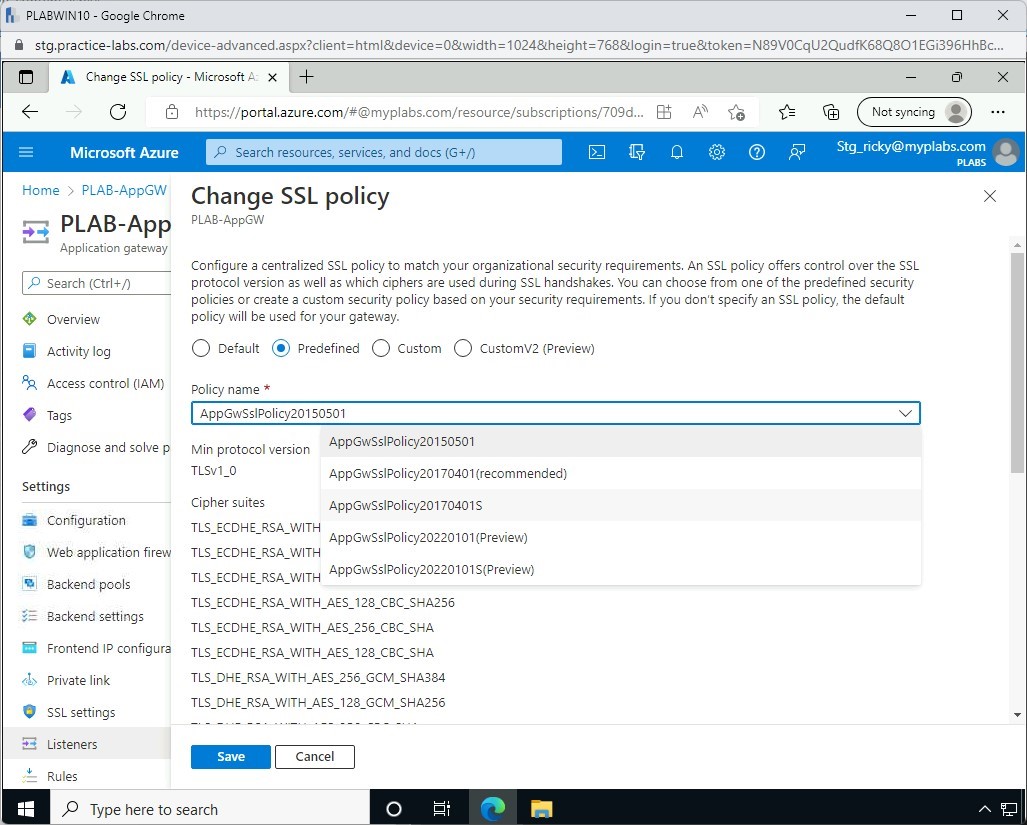 PLABWIN10 - Google Chrome
stg.practice-labs.com/device-advanced.aspx?client=html&device=0&width=1024&height=768&login=true&token=N89V0CqU2QudfK68Q8O1EGi396HhBc...
Change SSL policy - Microsoft A
https://portal.azure.com/#@myplabs.com/resource/subscriptions/709d...
Not syncing
Microsoft Azure
Search resources, services, and docs (G+/)
Stg_ricky@myplabs.com
PLABS
Home > PLAB-AppGW
PLAB-App
Application gateway
Search (Ctrl+/)
Overview
Activity log
Access control (IAM)
Tags
Diagnose and solve p
Settings
Configuration
Web application firew
Backend pools
Backend settings
Frontend IP configura
Private link
SSL settings
Listeners
Rules
Change SSL policy
PLAB-AppGW
Configure a centralized SSL policy to match your organizational security requirements. An SSL policy offers control over the SSL
protocol version as well as which ciphers are used during SSL handshakes. You can choose from one of the predefined security
policies or create a custom security policy based on your security requirements. If you don't specify an SSL policy, the default
policy will be used for your gateway.
Default Predefined Custom CustomV2 (Preview)
Policy name *
AppGwSslPolicy20150501
AppGwSslPolicy20150501
AppGwSslPolicy20170401(recommended)
AppGwSslPolicy20170401S
AppGwSslPolicy20220101(Preview)
AppGwSslPolicy20220101S(Preview)
Min protocol version
TLSv1_0
Cipher suites
TLS_ECDHE_RSA_WITH
TLS_ECDHE_RSA_WITH
TLS_ECDHE_RSA_WITH
TLS_ECDHE_RSA_WITH_AES_128_CBC_SHA256
TLS_ECDHE_RSA_WITH_AES_256_CBC_SHA
TLS_ECDHE_RSA_WITH_AES_128_CBC_SHA
TLS_DHE_RSA_WITH_AES_256_GCM_SHA384
TLS_DHE_RSA_WITH_AES_128_GCM_SHA256
Save
Cancel
Type here to search